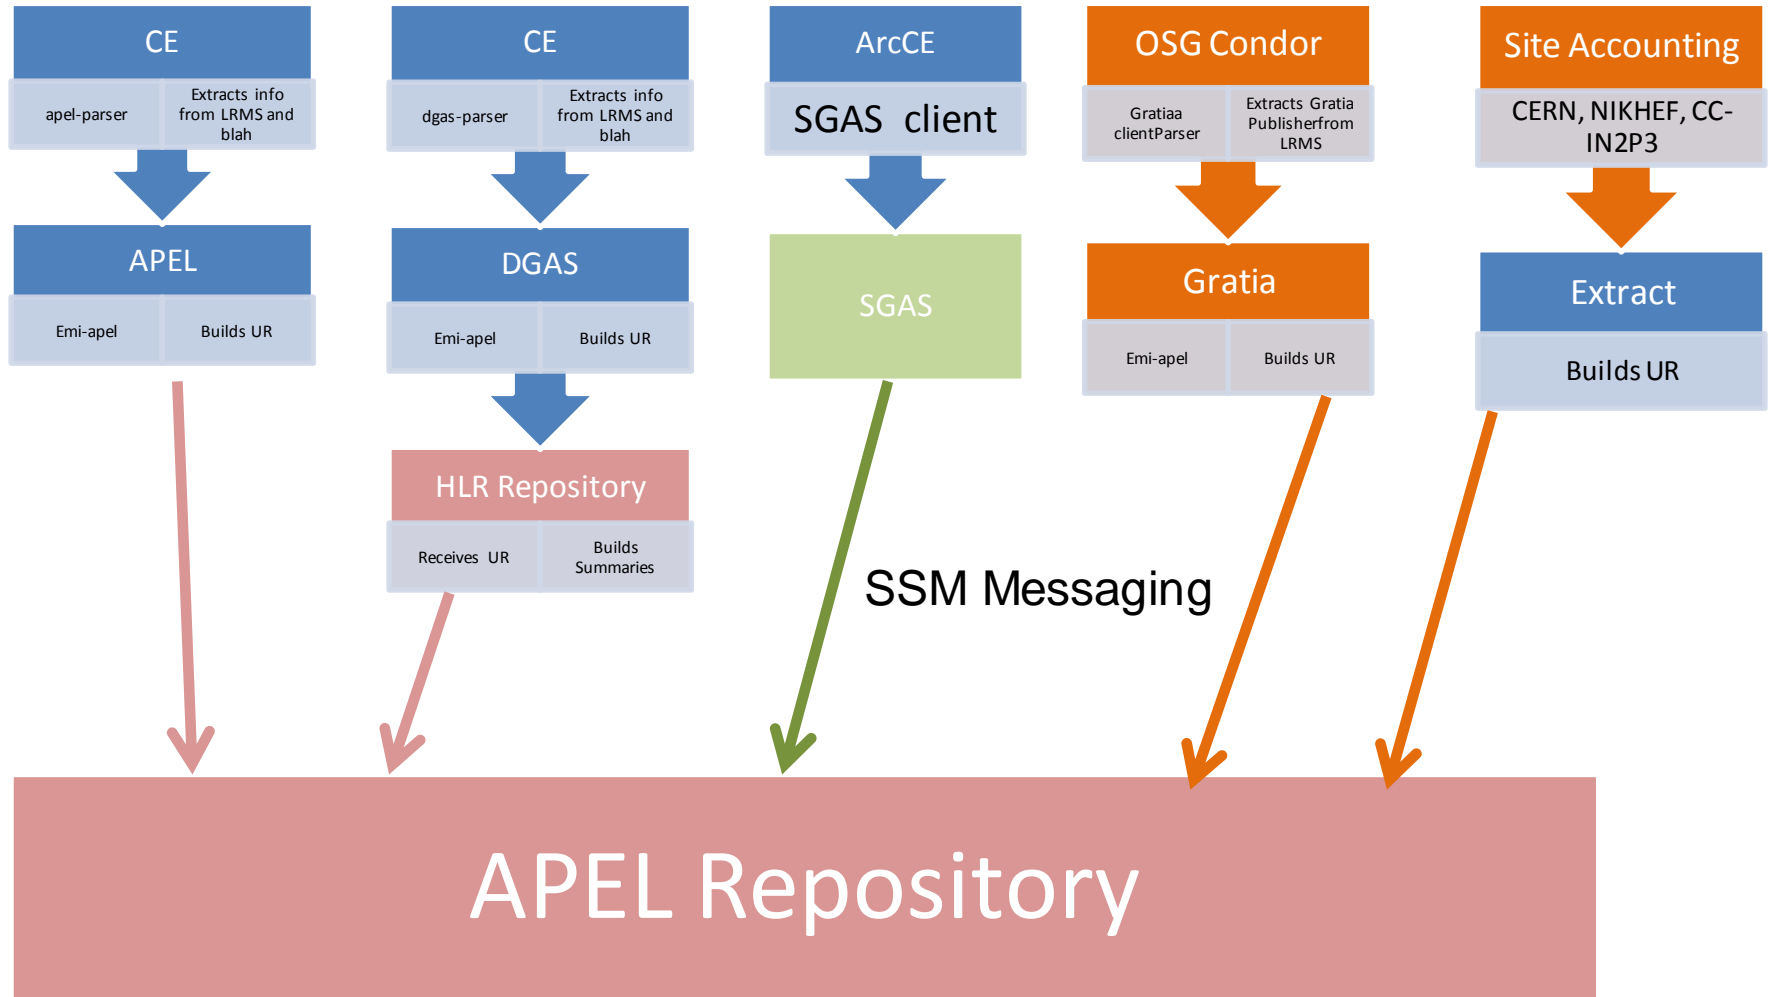 CE
apel-parser
Extracts info
from LRMS and
blah
APEL
Emi-apel
Builds UR
CE
dgas-parser
Extracts info
from LRMS and
blah
DGAS
Emi-apel
Builds UR
HLR Repository
Receives UR
Builds
Summaries
ArcCE
SGAS client
SGAS
OSG Condor
Gratiaa
clientParser
Extracts Gratia
Publisherfrom
LRMS
Gratia
Emi-apel
Builds UR
Site Accounting
CERN, NIKHEF, CC-
IN2P3
Extract
Builds UR
SSM Messaging
APEL Repository